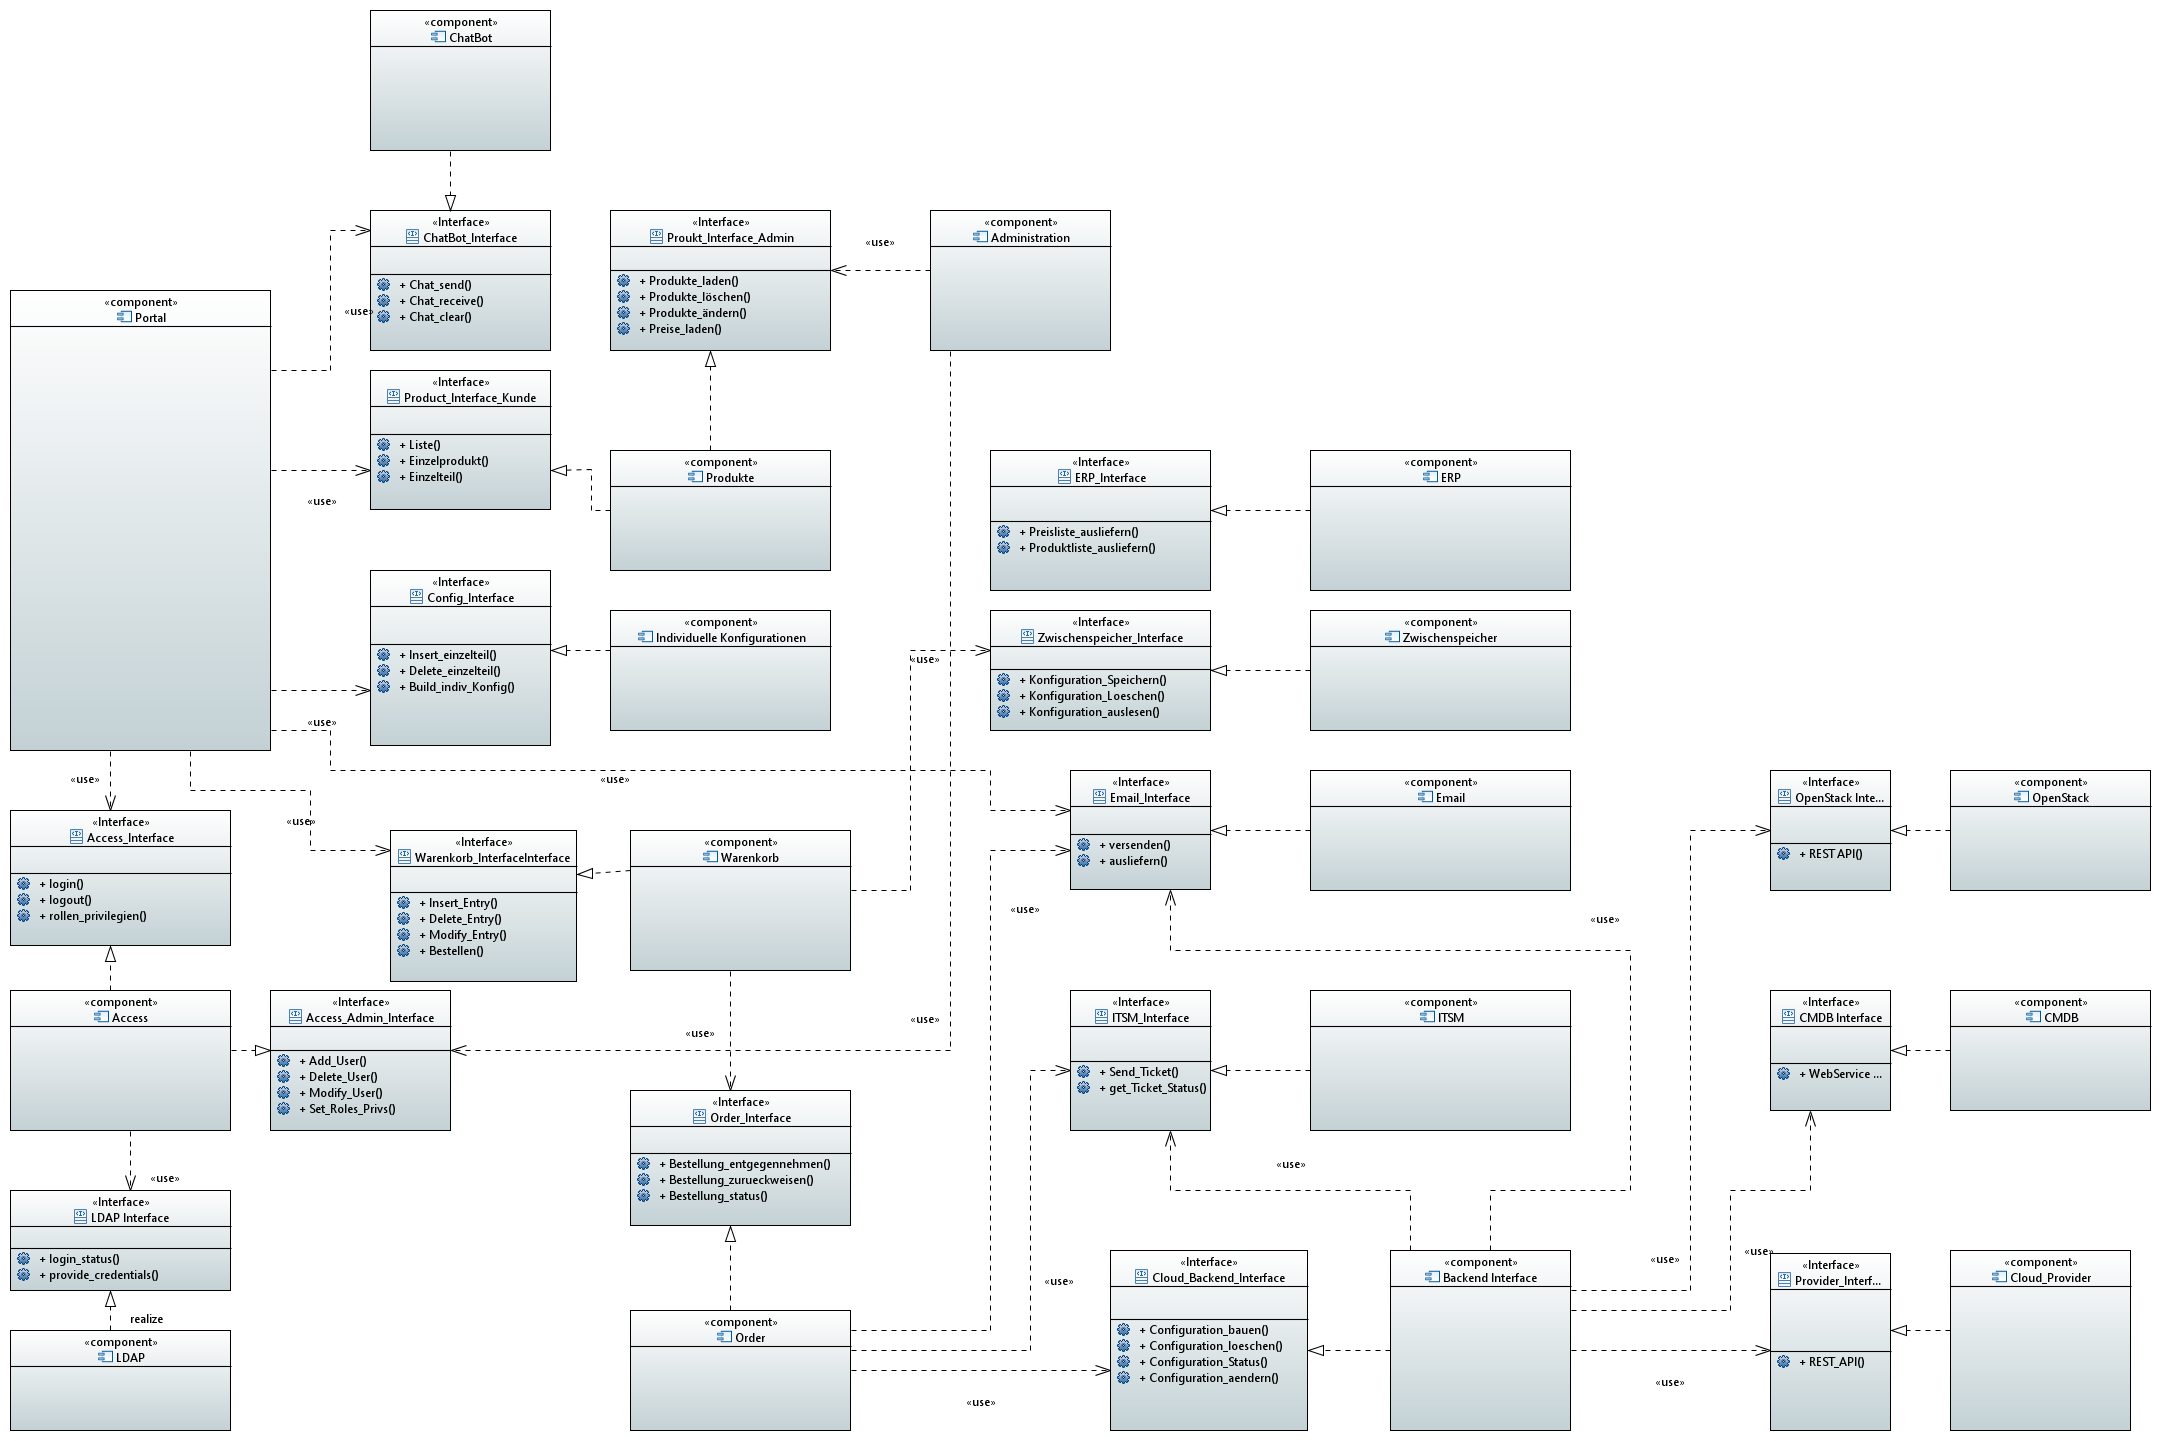 «component»
ChatBot
«Interface»
ChatBot_Interface
+ Chat_send()
+ Chat_receive()
+ Chat_clear()
«Interface»
Proukt_Interface_Admin
+ Produkte_laden()
+ Produkte_löschen()
+ Produkte_ändern()
+ Preise_laden()
«use»
«component»
Administration
«component»
Portal
«use»
«Interface»
Product_Interface_Kunde
+ Liste()
+ Einzelprodukt()
+ Einzelteil()
«use»
«component»
Produkte
«Interface»
ERP_Interface
+ Preisliste_ausliefern()
+ Produktliste_ausliefern()
«component»
ERP
«Interface»
Config_Interface
+ Insert_einzelteil()
+ Delete_einzelteil()
+ Build_indiv_Konfig()
«use»
«component»
Individuelle Konfigurationen
«use»
«Interface»
Zwischenspeicher_Interface
+ Konfiguration_Speichern()
+ Konfiguration_Loeschen()
+ Konfiguration_auslesen()
«component»
Zwischenspeicher
«use»
«use»
«Interface»
Email_Interface
+ versenden()
+ ausliefern()
«component»
Email
«Interface»
OpenStack Inte...
+ REST API()
«component»
OpenStack
«Interface»
Access_Interface
+ login()
+ logout()
+ rollen_privilegien()
«use»
«Interface»
Warenkorb_InterfaceInterface
+ Insert_Entry()
+ Delete_Entry()
+ Modify_Entry()
+ Bestellen()
«component»
Warenkorb
«use»
«use»
«component»
Access
«Interface»
Access_Admin_Interface
+ Add_User()
+ Delete_User()
+ Modify_User()
+ Set_Roles_Privs()
«use»
«use»
«Interface»
ITSM_Interface
+ Send_Ticket()
+ get_Ticket_Status()
«component»
ITSM
«Interface»
CMDB Interface
+ WebService ...
«component»
CMDB
«Interface»
Order_Interface
+ Bestellung_entgegennehmen()
+ Bestellung_zurueckweisen()
+ Bestellung_status()
«use»
«use»
«Interface»
LDAP Interface
+ login_status()
+ provide_credentials()
realize
«component»
LDAP
«component»
Order
«use»
«use»
«Interface»
Cloud_Backend_Interface
+ Configuration_bauen()
+ Configuration_loeschen()
+ Configuration_Status()
+ Configuration_aendern()
«component»
Backend Interface
«use»
«use»
«use»
«Interface»
Provider_Interf...
+ REST_API()
«component»
Cloud_Provider